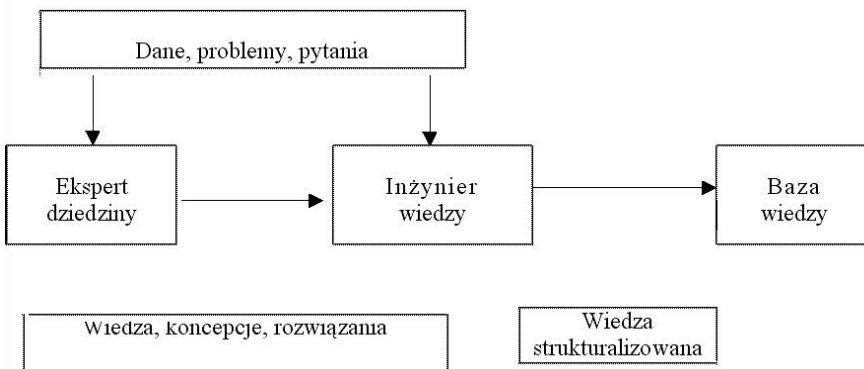 Dane, problemy, pytania
Ekspert
dziedziny
Inżynier
wiedzy
Baza
wiedzy
Wiedza, koncepcje, rozwiązania
Wiedza
strukturalizowana